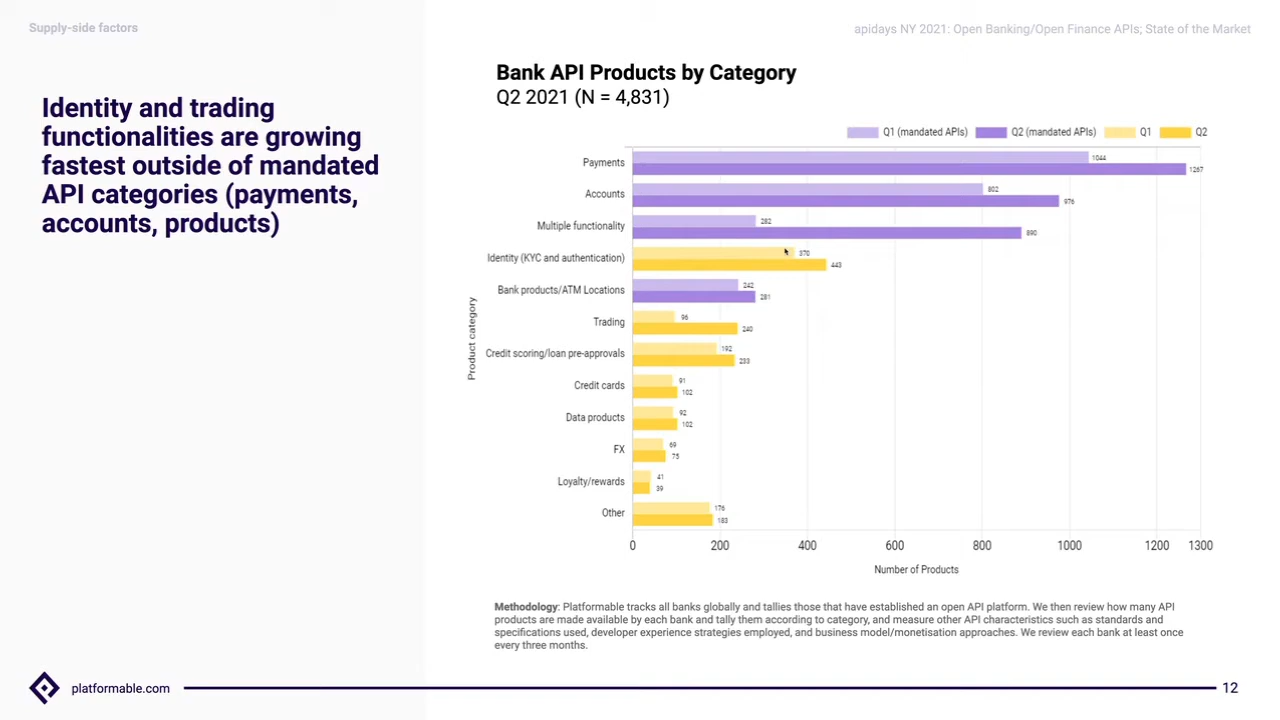 Supply-side factors
apidays NY 2021: Open Banking/Open Finance APIs; State of the Market
Identity and trading
functionalities are growing
fastest outside of mandated
API categories (payments,
accounts, products)
Bank API Products by Category
Q2 2021 (N = 4,831)
Q1 (mandated APIs) Q2 (mandated APIs) Q1 Q2
Product category
Payments 1044 1267
Accounts 802 976
Multiple functionality 282 890
Identity (KYC and authentication) 370 443
Bank products/ATM Locations 242 281
Trading 96 240
Credit scoring/loan pre-approvals 192 233
Credit cards 91 102
Data products 92 102
FX 69 75
Loyalty/rewards 41 39
Other 176 183
0 200 400 600 800 1000 1200 1300
Number of Products
Methodology: Platformable tracks all banks globally and tallies those that have established an open API platform. We then review how many API
products are made available by each bank and tally them according to category, and measure other API characteristics such as standards and
specifications used, developer experience strategies employed, and business model/monetisation approaches. We review each bank at least once
every three months.
platformable.com
12